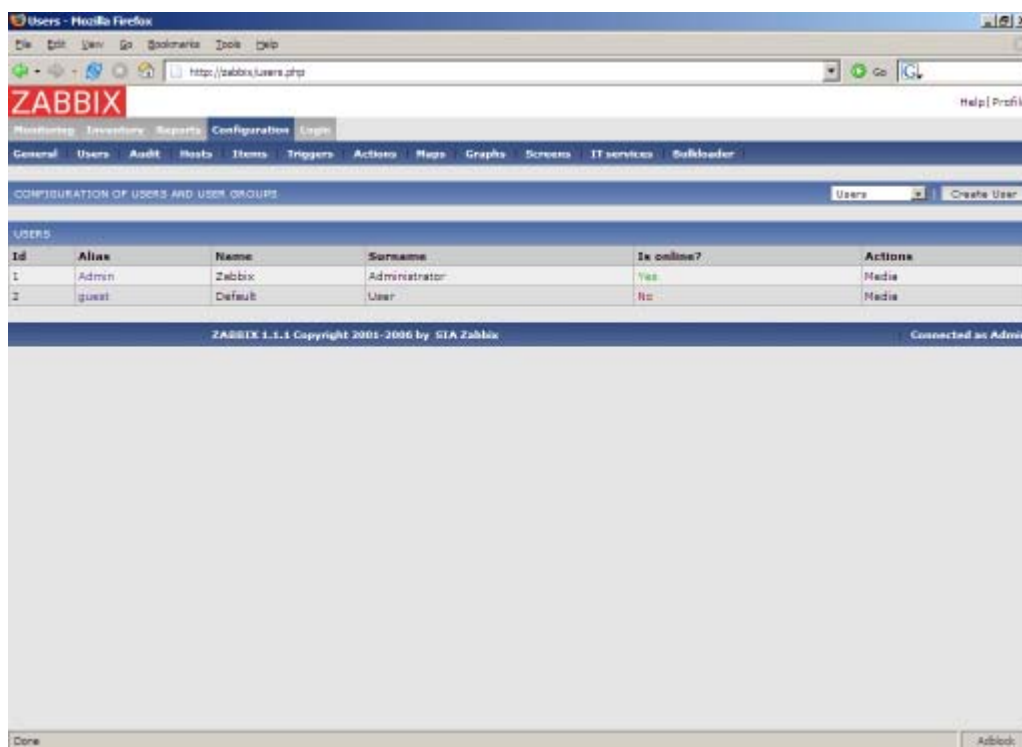 Users - Mozilla Firefox
File Edit View Go Bookmarks Tools Help
http://zabbix/users.php Go
ZABBIX
Help | Profil
Monitoring Inventory Reports Configuration Login
General Users Audit Hosts Items Triggers Actions Maps Graphs Screens IT services Bulkloader
CONFIGURATION OF USERS AND USER GROUPS Users Create User
USERS
Id Alias Name Surname Is online? Actions
1 Admin Zabbix Administrator Yes Media
2 guest Default User No Media
ZABBIX 1.1.1 Copyright 2001-2006 by SIA Zabbix Connected as Admi
Done Adblock